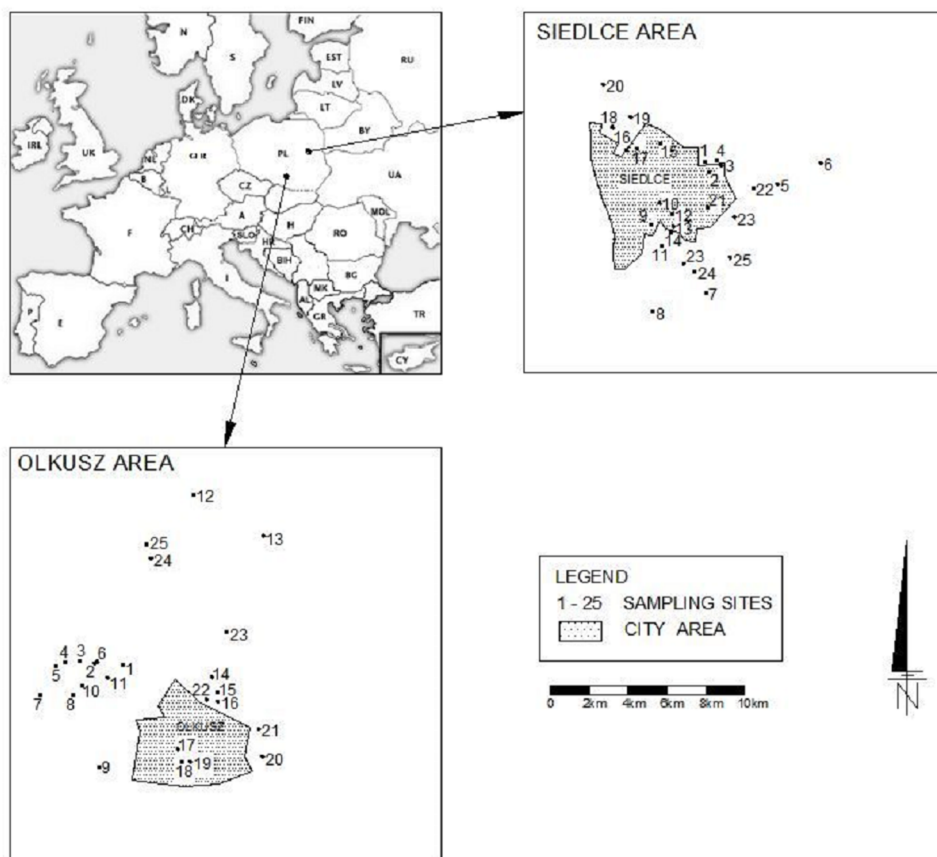 N
S
FIN
RU
EST
LV
LT
DK
BY
IRL
UK
NL
GER
PL
B
L
CZ
UA
F
CH
A
SLO
H
HR
BIH
RO
MOL
I
BG
MK
AL
GR
P
E
TR
CY
SIEDLCE AREA
20
18
19
16
17
15
1
4
3
6
2
SIEDLCE
22
5
10
21
9
12
13
23
14
11
23
25
24
7
8
OLKUSZ AREA
12
25
13
24
23
4
3
6
5
2
1
11
14
10
7
8
22
15
16
OLKUSZ
21
17
20
9
18
19
LEGEND
1 - 25 SAMPLING SITES
CITY AREA
0 2km 4km 6km 8km 10km
N